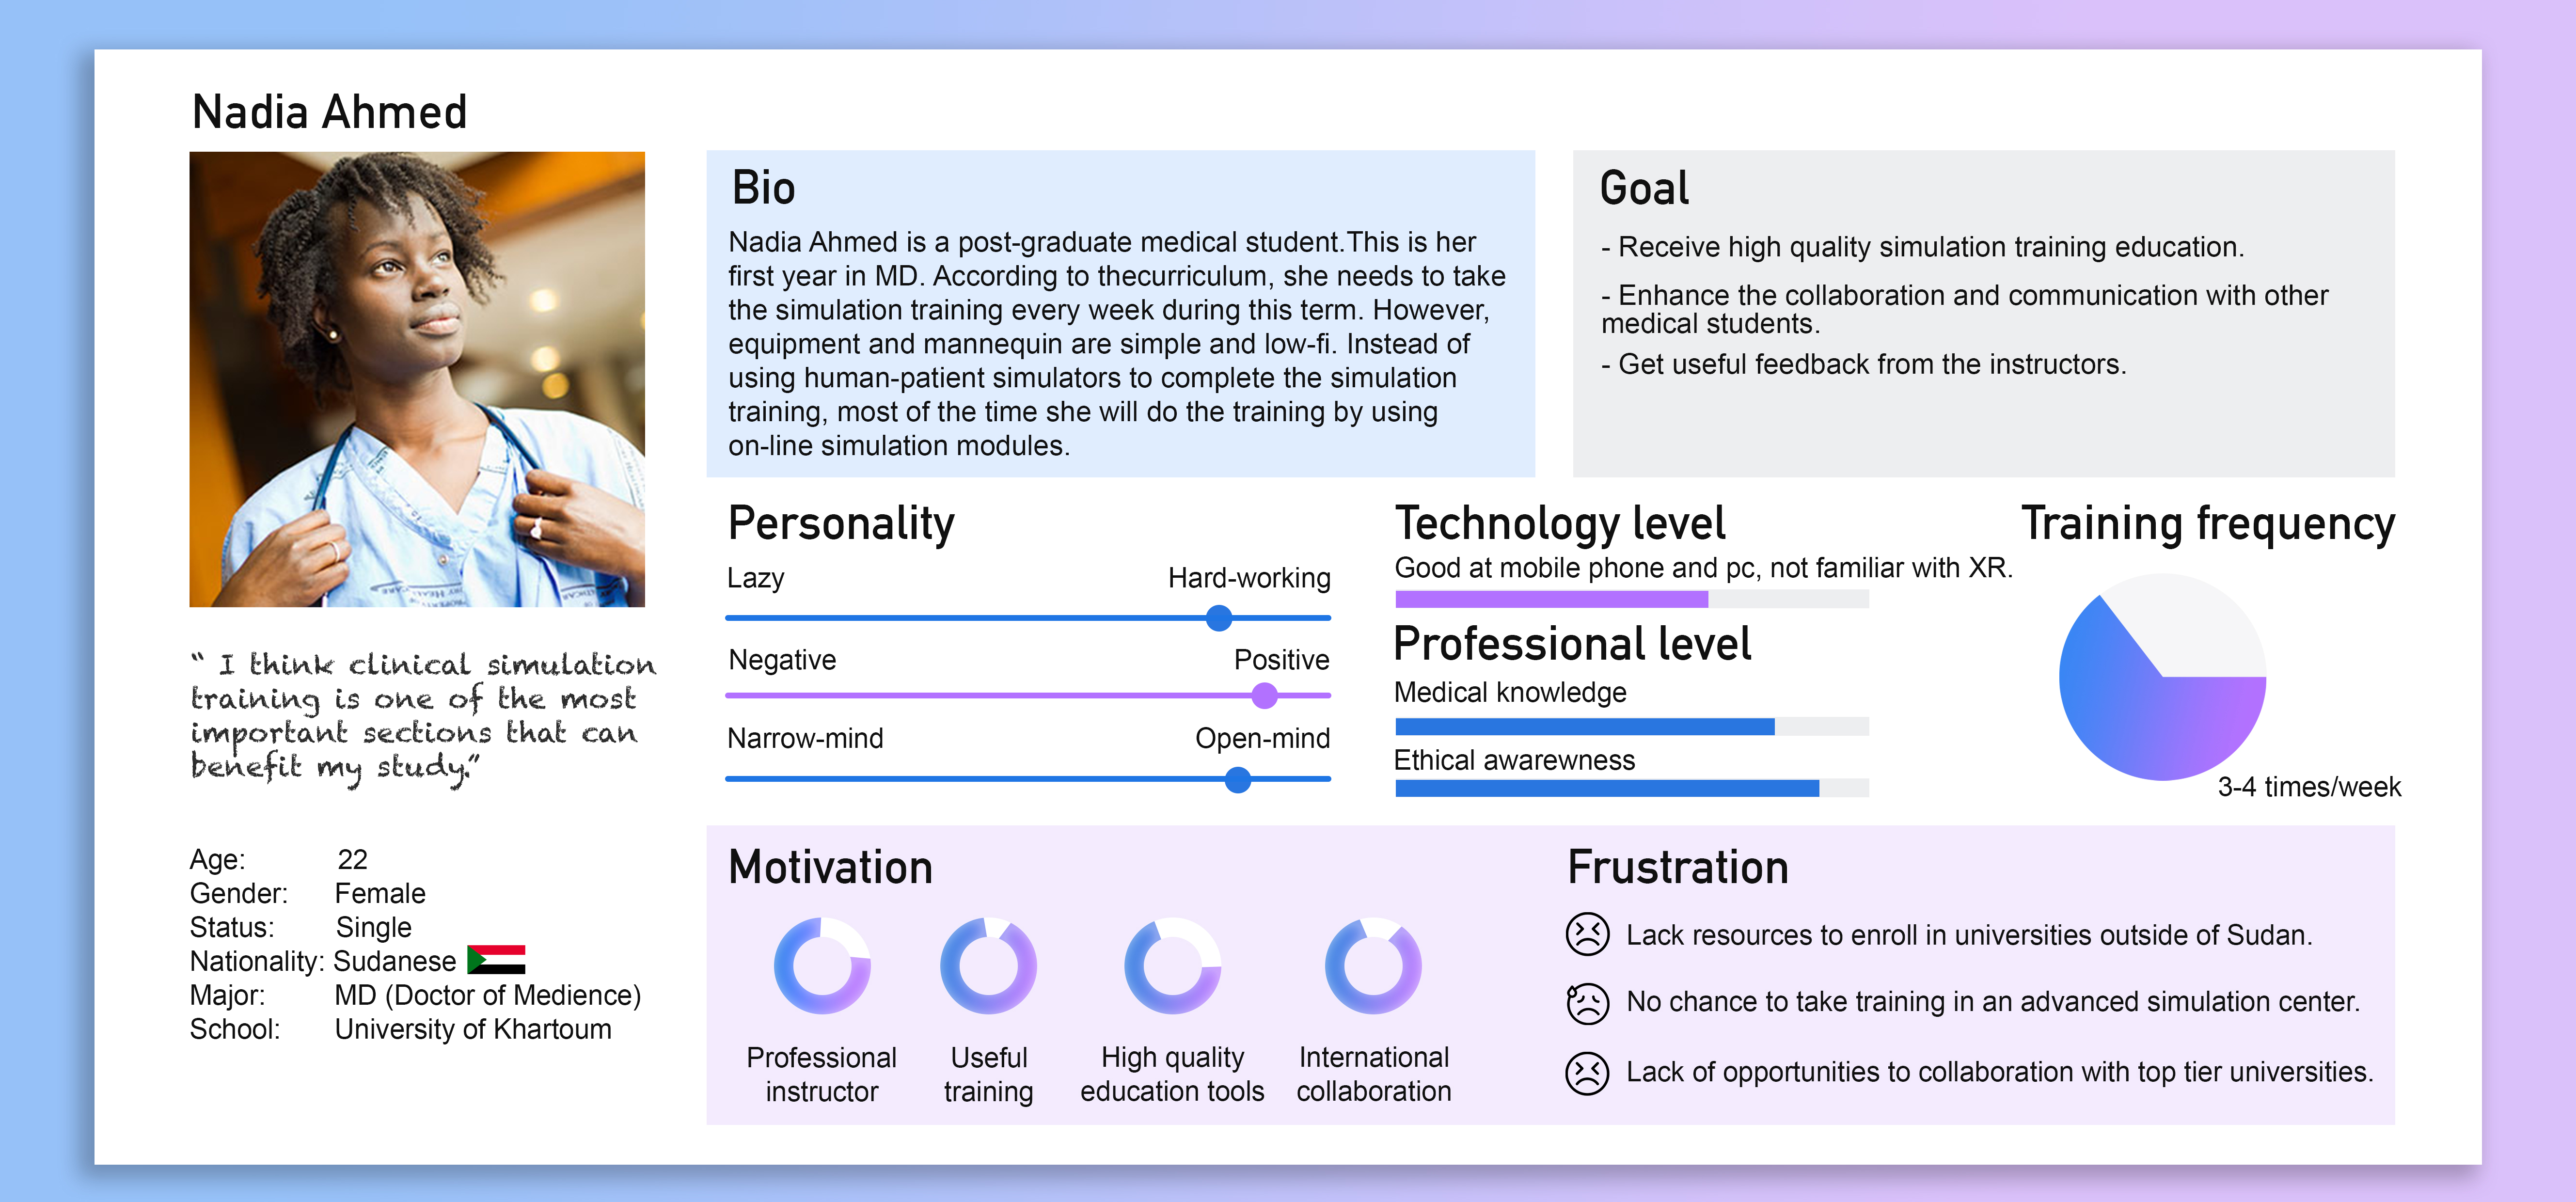 Nadia Ahmed
“ I think clinical simulation
training is one of the most
important sections that can
benefit my study.”
Age: 22
Gender: Female
Status: Single
Nationality: Sudanese
Major: MD (Doctor of Medience)
School: University of Khartoum
Bio
Nadia Ahmed is a post-graduate medical student.This is her
first year in MD. According to thecurriculum, she needs to take
the simulation training every week during this term. However,
equipment and mannequin are simple and low-fi. Instead of
using human-patient simulators to complete the simulation
training, most of the time she will do the training by using
on-line simulation modules.
Goal
- Receive high quality simulation training education.
- Enhance the collaboration and communication with other
medical students.
- Get useful feedback from the instructors.
Personality
Lazy Hard-working
Negative Positive
Narrow-mind Open-mind
Technology level
Good at mobile phone and pc, not familiar with XR.
Professional level
Medical knowledge
Ethical awarewness
Training frequency
3-4 times/week
Motivation
Professional
instructor
Useful
training
High quality
education tools
International
collaboration
Frustration
Lack resources to enroll in universities outside of Sudan.
No chance to take training in an advanced simulation center.
Lack of opportunities to collaboration with top tier universities.